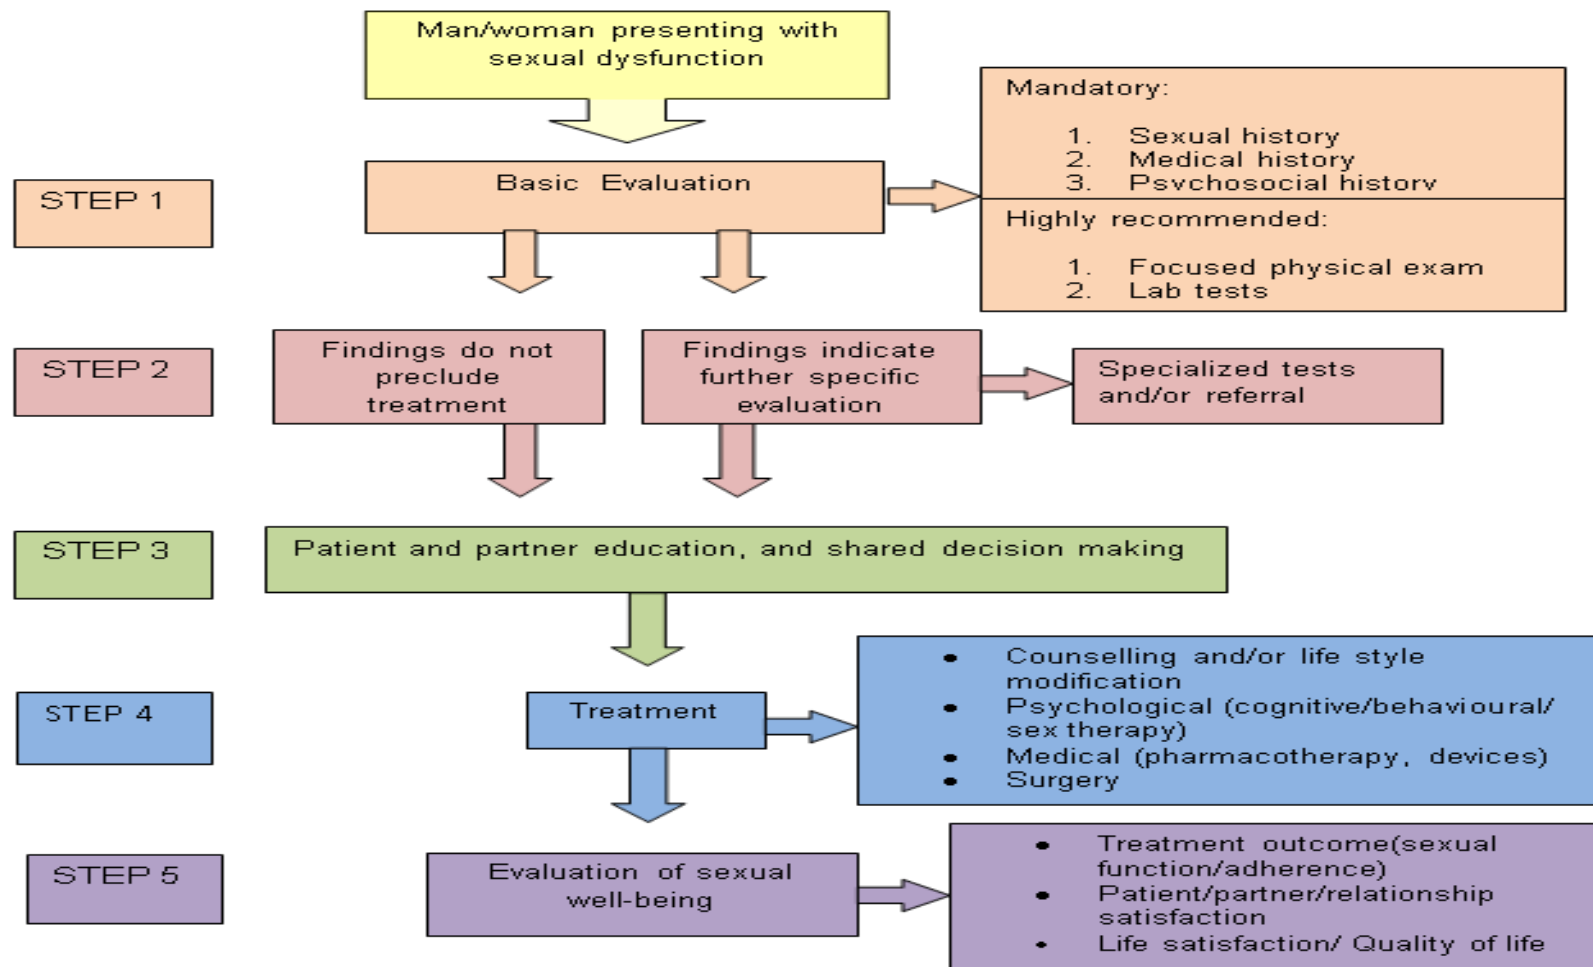 Man/woman presenting with
sexual dysfunction
Mandatory:
1. Sexual history
2. Medical history
3. Psychosocial history
STEP 1
Basic Evaluation
Highly recommended:
1. Focused physical exam
2. Lab tests
STEP 2
Findings do not
preclude
treatment
Findings indicate
further specific
evaluation
Specialized tests
and/or referral
STEP 3
Patient and partner education, and shared decision making
STEP 4
Treatment
• Counselling and/or life style
modification
• Psychological (cognitive/behavioural/
sex therapy)
• Medical (pharmacotherapy, devices)
• Surgery
STEP 5
Evaluation of sexual
well-being
• Treatment outcome(sexual
function/adherence)
• Patient/partner/relationship
satisfaction
• Life satisfaction/ Quality of life